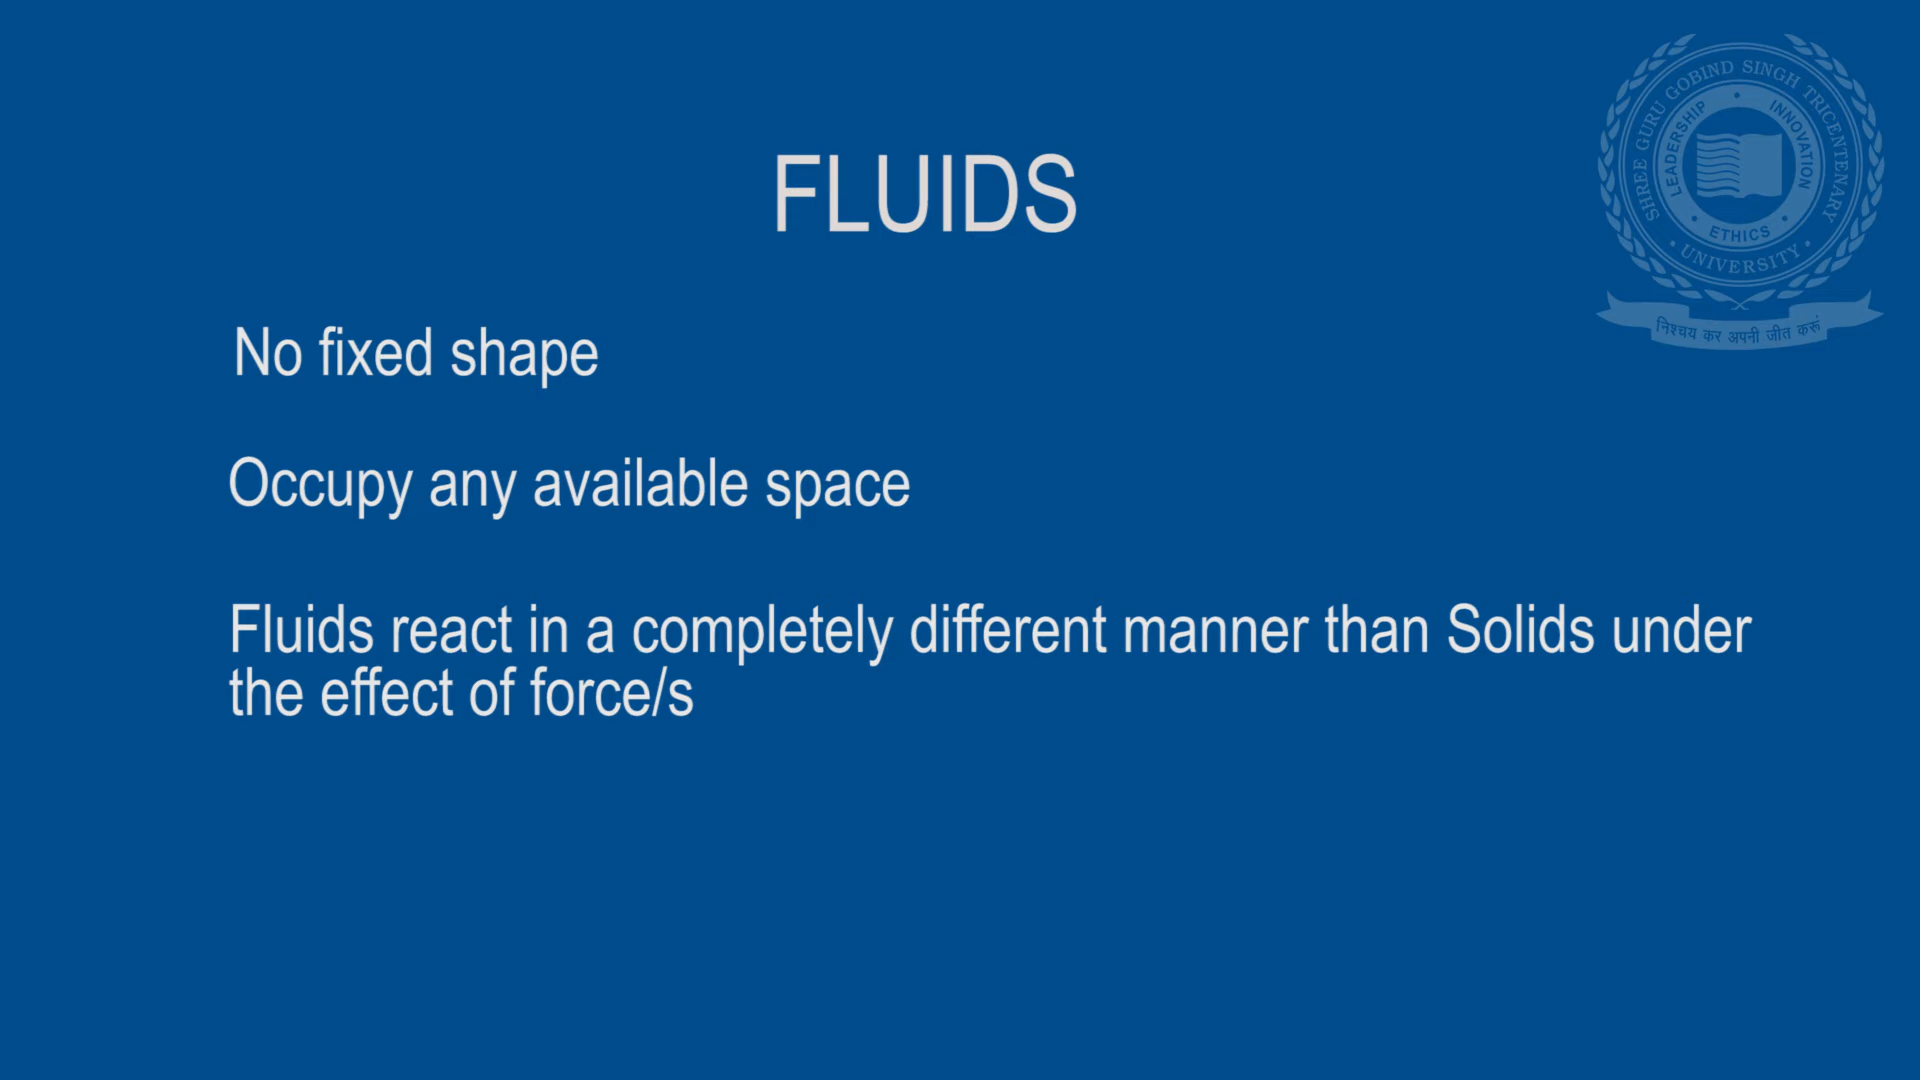 FLUIDS
SHREE GURU GOBIND SINGH TRICENTENARY
UNIVERSITY
LEADERSHIP
INNOVATION
ETHICS
निश्चय कर अपनी जीत करूं
No fixed shape
Occupy any available space
Fluids react in a completely different manner than Solids under
the effect of force/s